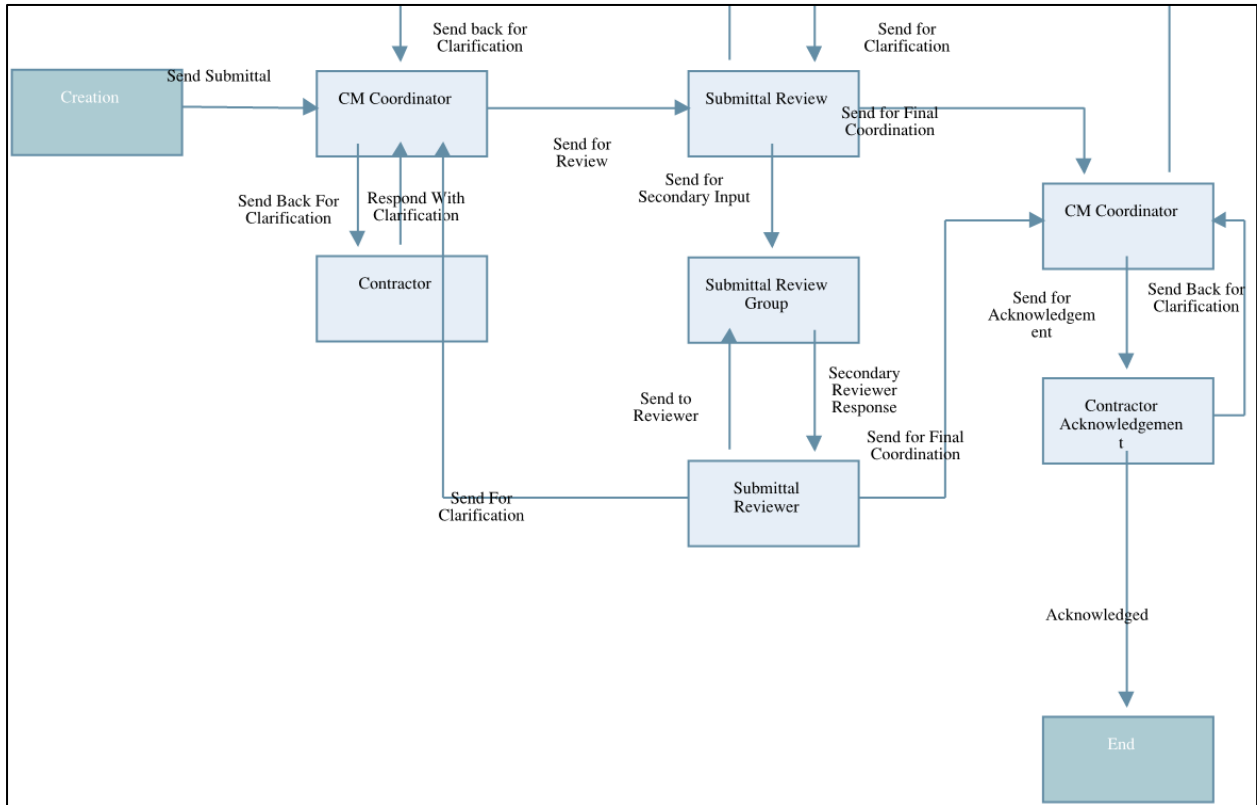 Send back for
Clarification
Send for
Clarification
Send Submittal
Creation
CM Coordinator
Submittal Review
Send for Final
Coordination
Send for
Review
Send Back For
Clarification
Respond With
Clarification
Send for
Secondary Input
CM Coordinator
Contractor
Submittal Review
Group
Send for
Acknowledgem
ent
Send Back for
Clarification
Send to
Reviewer
Secondary
Reviewer
Response
Contractor
Acknowledgemen
t
Send for Final
Coordination
Send For
Clarification
Submittal
Reviewer
Acknowledged
End